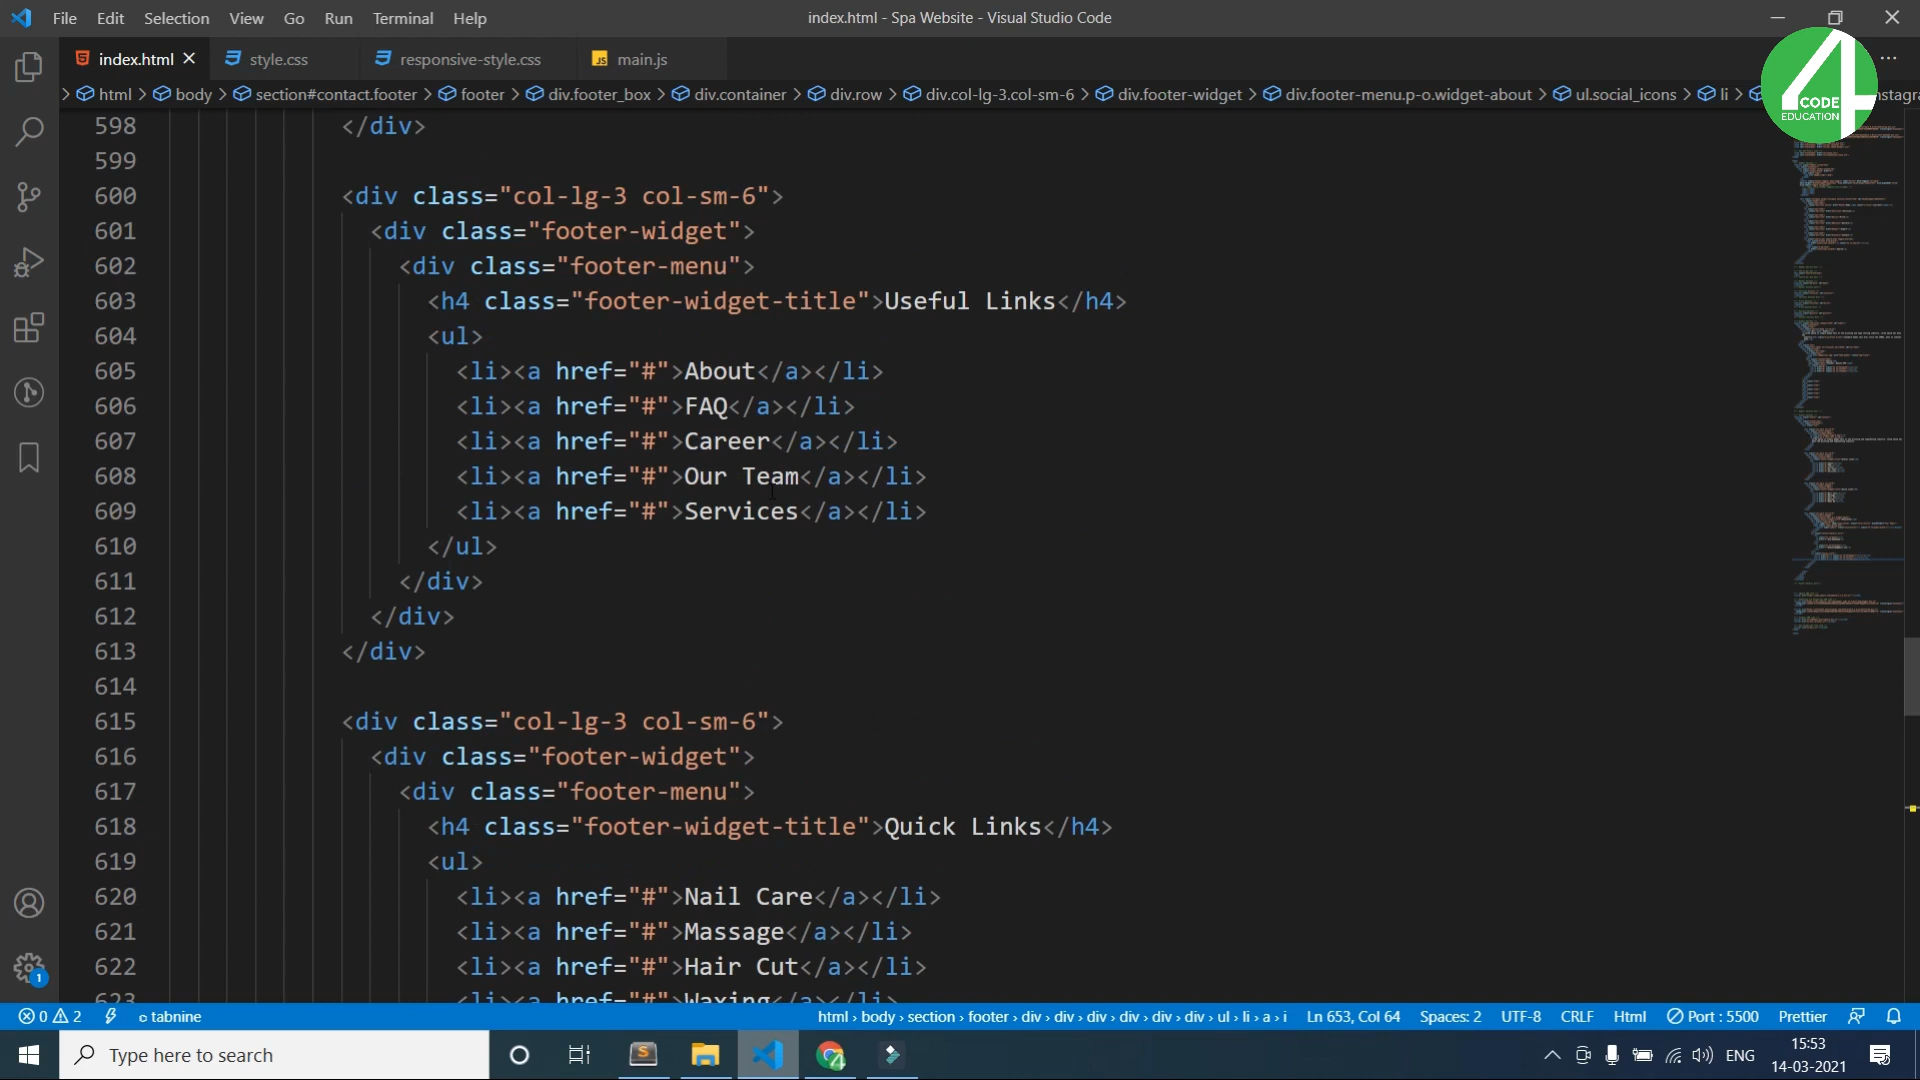 File Edit Selection View Go Run Terminal Help
index.html - Spa Website - Visual Studio Code
index.html
style.css
responsive-style.css
JS main.js
html > body > section#contact.footer > footer > div.footer_box > div.container > div.row > div.col-lg-3.col-sm-6 > div.footer-widget > div.footer-menu.p-o.widget-about > ul.social_icons > li >
4 CODE
EDUCATION
598 </div>
599
600 <div class="col-lg-3 col-sm-6">
601 <div class="footer-widget">
602 <div class="footer-menu">
603 <h4 class="footer-widget-title">Useful Links</h4>
604 <ul>
605 <li><a href="#">About</a></li>
606 <li><a href="#">FAQ</a></li>
607 <li><a href="#">Career</a></li>
608 <li><a href="#">Our Team</a></li>
609 <li><a href="#">Services</a></li>
610 </ul>
611 </div>
612 </div>
613 </div>
614
615 <div class="col-lg-3 col-sm-6">
616 <div class="footer-widget">
617 <div class="footer-menu">
618 <h4 class="footer-widget-title">Quick Links</h4>
619 <ul>
620 <li><a href="#">Nail Care</a></li>
621 <li><a href="#">Massage</a></li>
622 <li><a href="#">Hair Cut</a></li>
623 <li><a href="#">Waxing</a></li>
1
0 2 tabnine
html > body > section > footer > div > div > div > div > div > div > ul > li > a > i
Ln 653, Col 64 Spaces: 2 UTF-8 CRLF Html Port : 5500 Prettier
Type here to search
ENG
15:53
14-03-2021